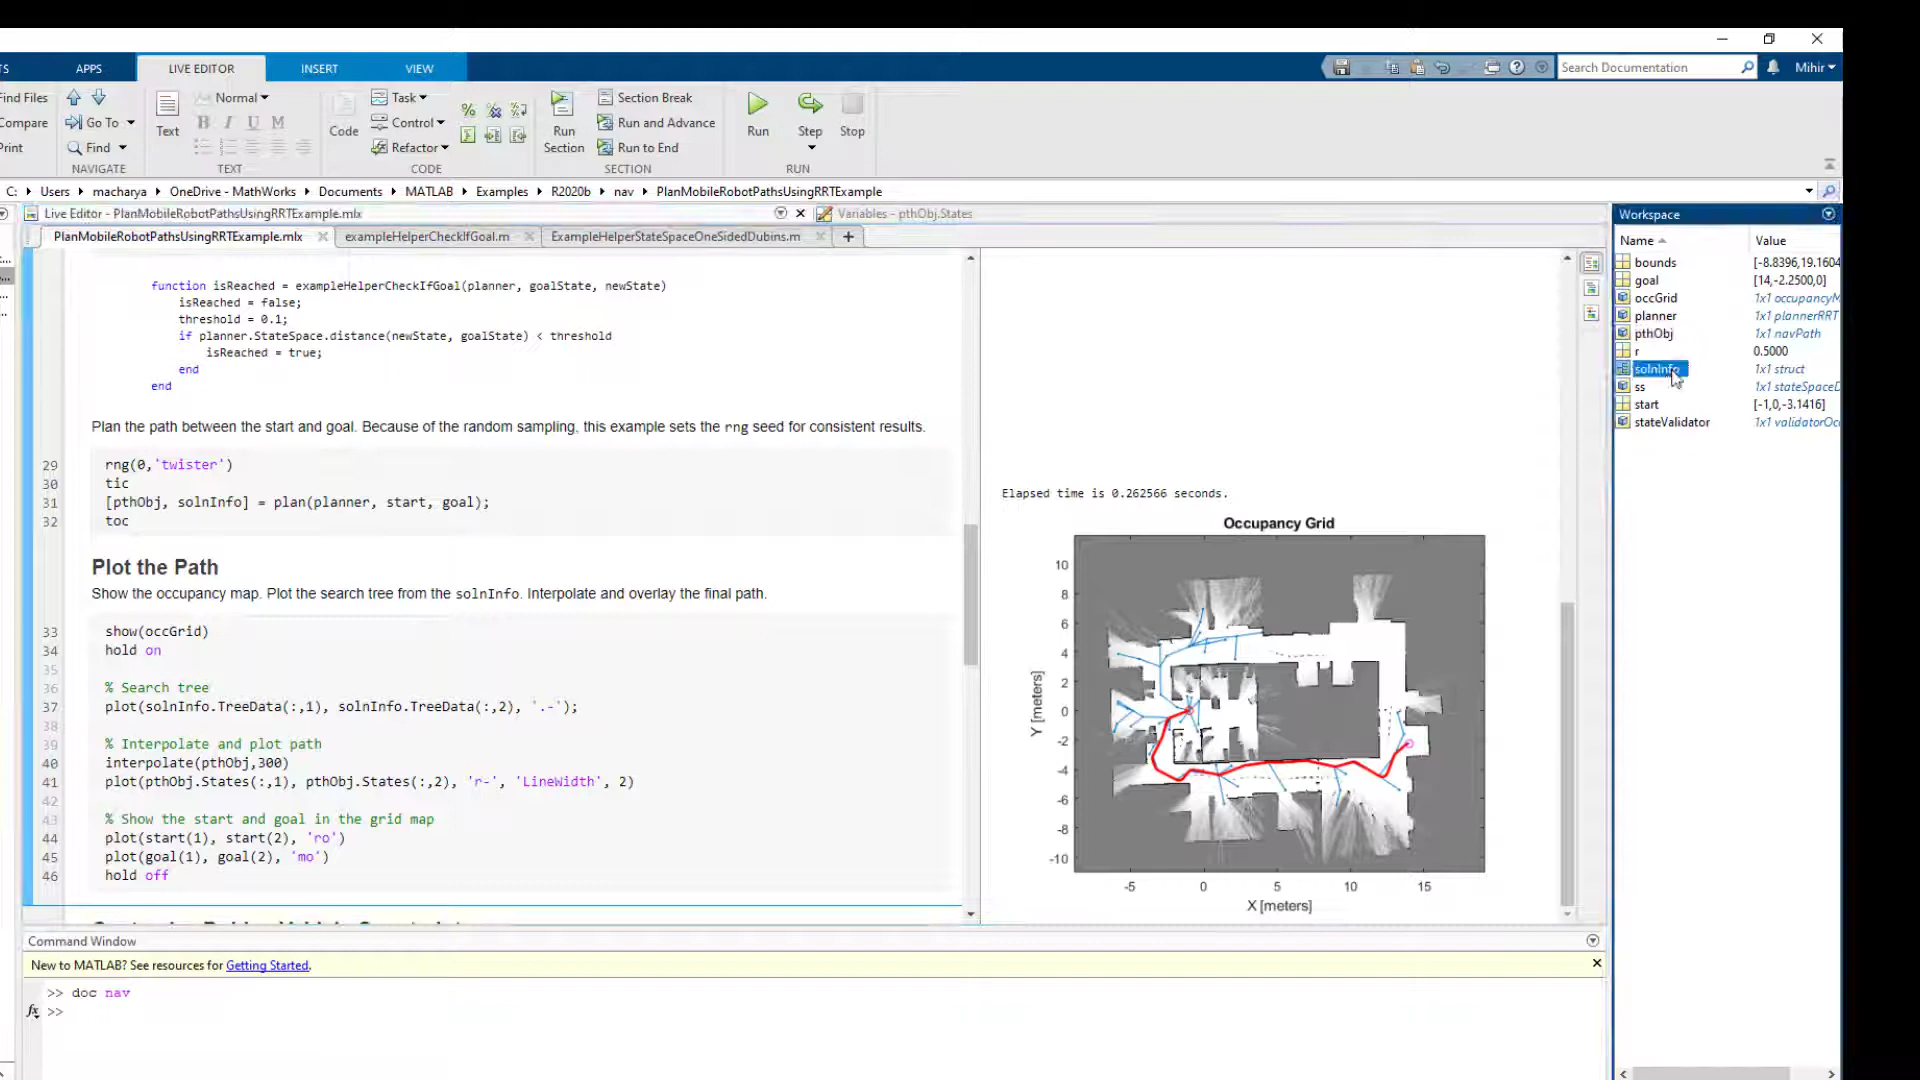 TS
APPS
LIVE EDITOR
INSERT
VIEW
Search Documentation
Mihir
Find Files
Compare
Print
Go To
Find
NAVIGATE
Text
Normal
B I U M
TEXT
Code
Task
Control
Refactor
CODE
Run
Section
Section Break
Run and Advance
Run to End
SECTION
Run
Step
Stop
RUN
C: Users macharya OneDrive - MathWorks Documents MATLAB Examples R2020b nav PlanMobileRobotPathsUsingRRTExample
Live Editor - PlanMobileRobotPathsUsingRRTExample.mlx
Variables - pthObj.States
PlanMobileRobotPathsUsingRRTExample.mlx
exampleHelperCheckIfGoal.m
ExampleHelperStateSpaceOneSidedDubins.m
+
function isReached = exampleHelperCheckIfGoal(planner, goalState, newState)
isReached = false;
threshold = 0.1;
if planner.StateSpace.distance(newState, goalState) < threshold
isReached = true;
end
end
Plan the path between the start and goal. Because of the random sampling, this example sets the rng seed for consistent results.
29 rng(0,'twister')
30 tic
31 [pthObj, solnInfo] = plan(planner, start, goal);
32 toc
Plot the Path
Show the occupancy map. Plot the search tree from the solnInfo. Interpolate and overlay the final path.
33 show(occGrid)
34 hold on
35
36 % Search tree
37 plot(solnInfo.TreeData(:,1), solnInfo.TreeData(:,2), '.-');
38
39 % Interpolate and plot path
40 interpolate(pthObj,300)
41 plot(pthObj.States(:,1), pthObj.States(:,2), 'r-', 'LineWidth', 2)
42
43 % Show the start and goal in the grid map
44 plot(start(1), start(2), 'ro')
45 plot(goal(1), goal(2), 'mo')
46 hold off
Elapsed time is 0.262566 seconds.
Occupancy Grid
10
8
6
4
2
0
-2
-4
-6
-8
-10
Y [meters]
-5 0 5 10 15
X [meters]
Workspace
Name Value
bounds [-8.8396,19.1604
goal [14,-2.2500,0]
occGrid 1x1 occupancyM
planner 1x1 plannerRRT
pthObj 1x1 navPath
r 0.5000
solnInfo 1x1 struct
ss 1x1 stateSpaceD
start [-1,0,-3.1416]
stateValidator 1x1 validatorOcc
Command Window
New to MATLAB? See resources for Getting Started.
>> doc nav
fx >>